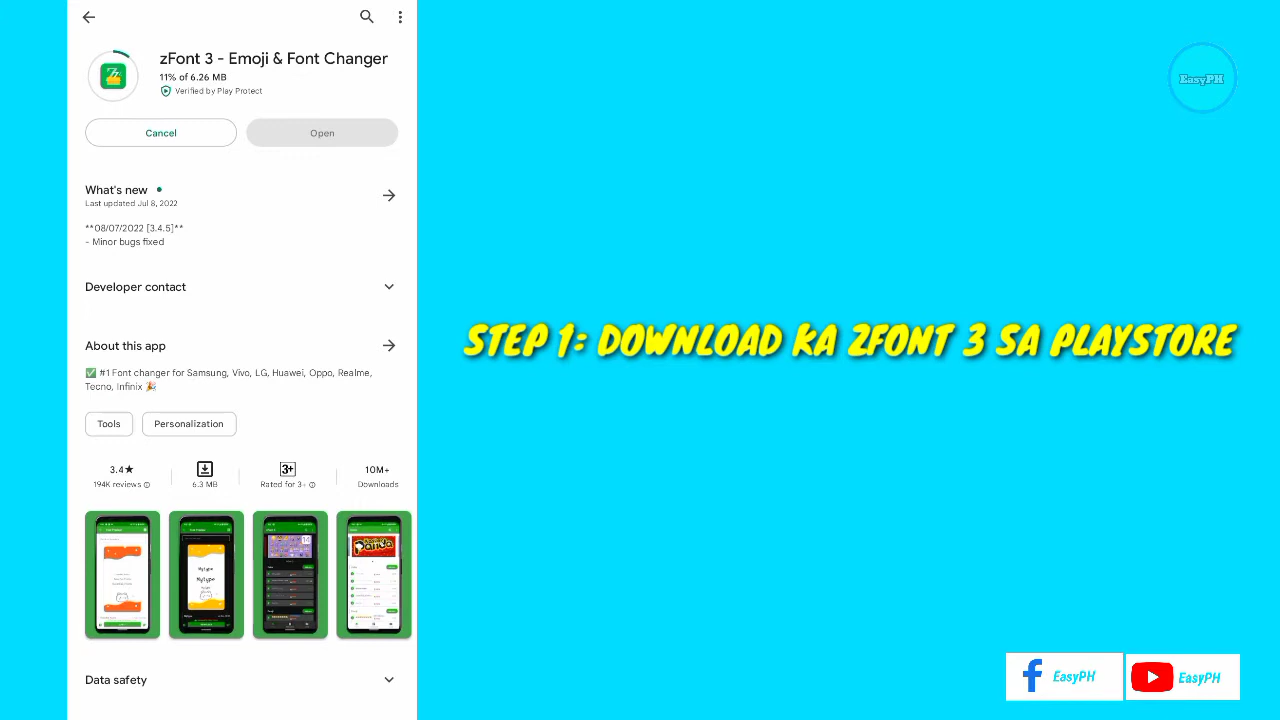 zFont 3 - Emoji & Font Changer
11% of 6.26 MB
Verified by Play Protect
Cancel
Open
What's new
Last updated Jul 8, 2022
**08/07/2022 [3.4.5]**
- Minor bugs fixed
Developer contact
About this app
✅ #1 Font changer for Samsung, Vivo, LG, Huawei, Oppo, Realme,
Tecno, Infinix 🎉
Tools
Personalization
3.4★
194K reviews
6.3 MB
3+
Rated for 3+
10M+
Downloads
Mytype
Mytype
14
Panda
Data safety
STEP 1: DOWNLOAD KA ZFONT 3 SA PLAYSTORE
EasyPH
EasyPH
EasyPH